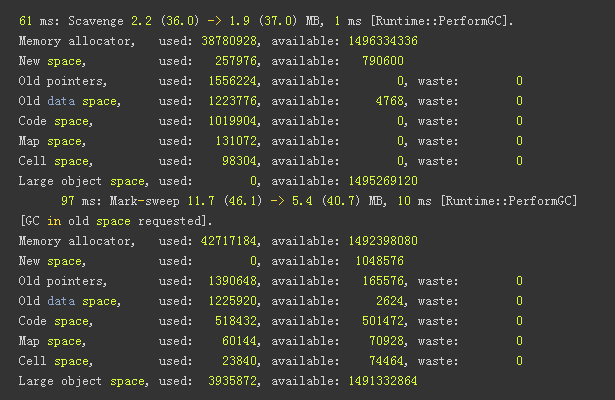 61 ms: Scavenge 2.2 (36.0) -> 1.9 (37.0) MB, 1 ms [Runtime::PerformGC].
Memory allocator, used: 38780928, available: 1496334336
New space, used: 257976, available: 790600
Old pointers, used: 1556224, available: 0, waste: 0
Old data space, used: 1223776, available: 4768, waste: 0
Code space, used: 1019904, available: 0, waste: 0
Map space, used: 131072, available: 0, waste: 0
Cell space, used: 98304, available: 0, waste: 0
Large object space, used: 0, available: 1495269120
97 ms: Mark-sweep 11.7 (46.1) -> 5.4 (40.7) MB, 10 ms [Runtime::PerformGC]
[GC in old space requested].
Memory allocator, used: 42717184, available: 1492398080
New space, used: 0, available: 1048576
Old pointers, used: 1390648, available: 165576, waste: 0
Old data space, used: 1225920, available: 2624, waste: 0
Code space, used: 518432, available: 501472, waste: 0
Map space, used: 60144, available: 70928, waste: 0
Cell space, used: 23840, available: 74464, waste: 0
Large object space, used: 3935872, available: 1491332864